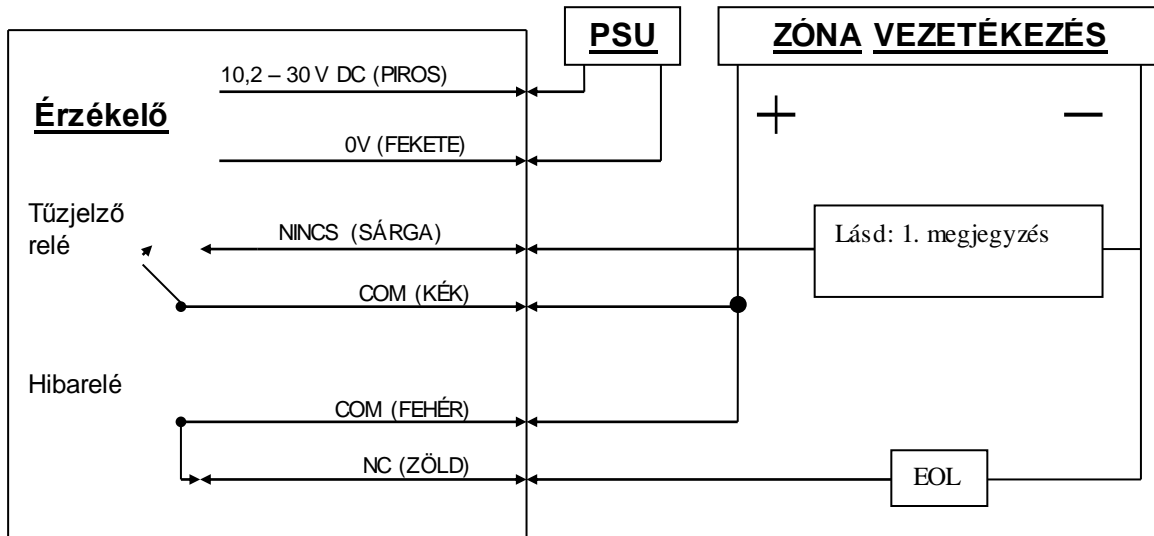 PSU
ZÓNA VEZETÉKEZÉS
10,2 – 30 V DC (PIROS)
Érzékelő
+
—
0V (FEKETE)
Tűzjelző
relé
NINCS (SÁRGA)
Lásd: 1. megjegyzés
COM (KÉK)
Hibarelé
COM (FEHÉR)
NC (ZÖLD)
EOL